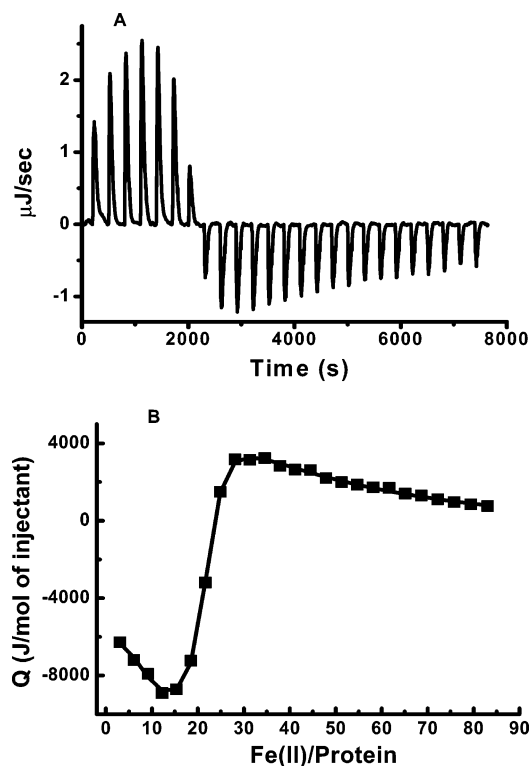 A
2
1
0
-1
μJ/sec
0 2000 4000 6000 8000
Time (s)
B
4000
0
-4000
-8000
Q (J/mol of injectant)
0 10 20 30 40 50 60 70 80 90
Fe(II)/Protein